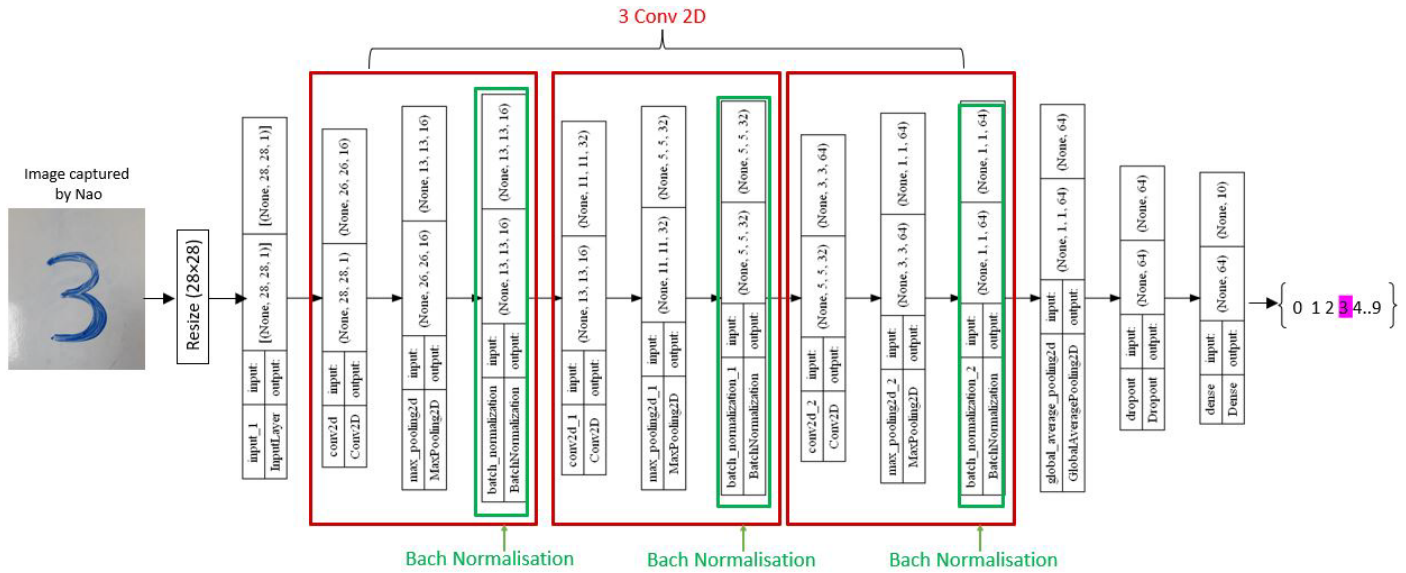 3 Conv 2D
Image captured
by Nao
3
Resize (28×28)
input_1 input: [(None, 28, 28, 1)]
InputLayer output: [(None, 28, 28, 1)]
conv2d input: (None, 28, 28, 1)
Conv2D output: (None, 26, 26, 16)
max_pooling2d input: (None, 26, 26, 16)
MaxPooling2D output: (None, 13, 13, 16)
batch_normalization input: (None, 13, 13, 16)
BatchNormalization output: (None, 13, 13, 16)
conv2d_1 input: (None, 13, 13, 16)
Conv2D output: (None, 11, 11, 32)
max_pooling2d_1 input: (None, 11, 11, 32)
MaxPooling2D output: (None, 5, 5, 32)
batch_normalization_1 input: (None, 5, 5, 32)
BatchNormalization output: (None, 5, 5, 32)
conv2d_2 input: (None, 5, 5, 32)
Conv2D output: (None, 3, 3, 64)
max_pooling2d_2 input: (None, 3, 3, 64)
MaxPooling2D output: (None, 1, 1, 64)
batch_normalization_2 input: (None, 1, 1, 64)
BatchNormalization output: (None, 1, 1, 64)
global_average_pooling2d input: (None, 1, 1, 64)
GlobalAveragePooling2D output: (None, 64)
dropout input: (None, 64)
Dropout output: (None, 64)
dense input: (None, 64)
Dense output: (None, 10)
{ 0 1 2 3 4..9 }
Bach Normalisation
Bach Normalisation
Bach Normalisation